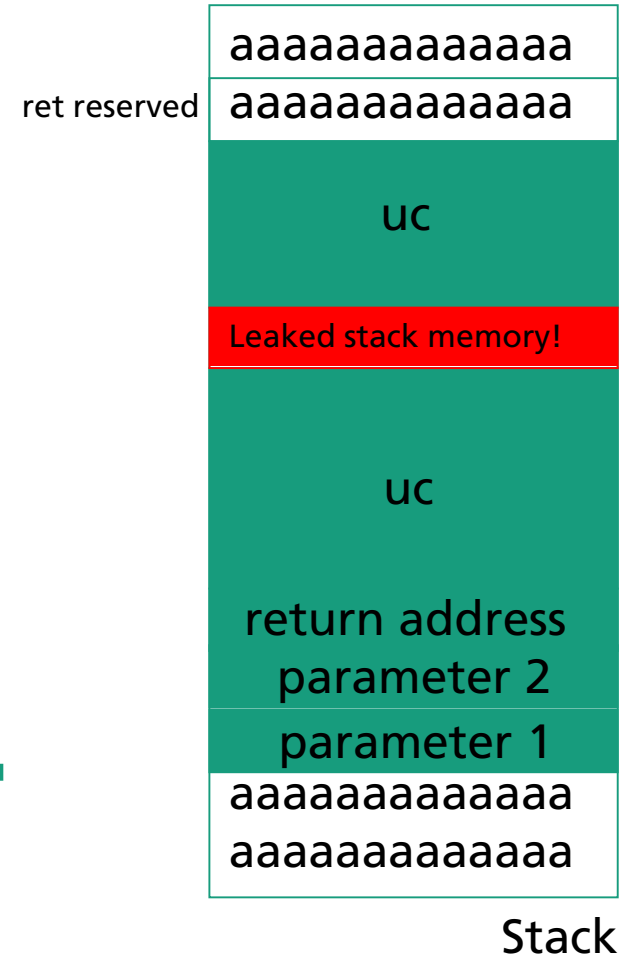 aaaaaaaaaaaaa
ret reserved aaaaaaaaaaaaa
uc
Leaked stack memory!
uc
return address
parameter 2
parameter 1
aaaaaaaaaaaaa
aaaaaaaaaaaaa
Stack